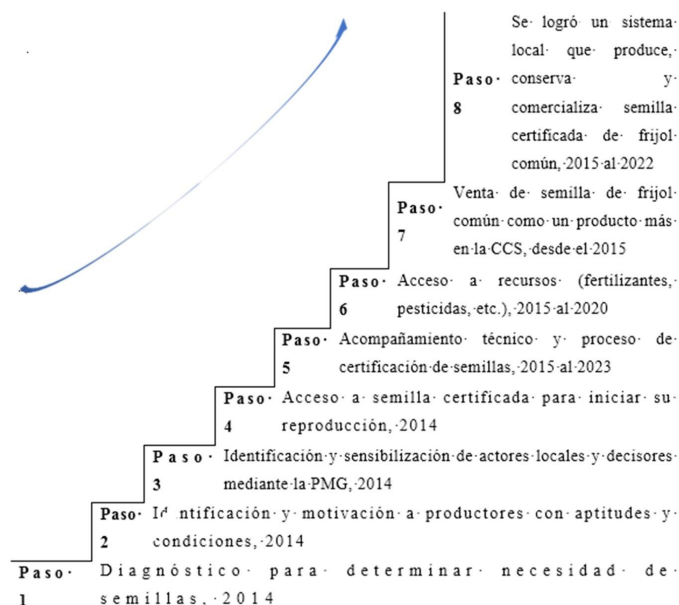 Paso
8
Se logró un sistema
local que produce,
conserva y
comercializa semilla
certificada de frijol
común, 2015 al 2022
Paso
7
Venta de semilla de frijol
común como un producto más
en la CCS, desde el 2015
Paso
6
Acceso a recursos (fertilizantes,
pesticidas, etc.), 2015 al 2020
Paso
5
Acompañamiento técnico y proceso de
certificación de semillas, 2015 al 2023
Paso
4
Acceso a semilla certificada para iniciar su
reproducción, 2014
Paso
3
Identificación y sensibilización de actores locales y decisores
mediante la PMG, 2014
Paso
2
Identificación y motivación a productores con aptitudes y
condiciones, 2014
Paso
1
Diagnóstico para determinar necesidad de
semillas, 2014